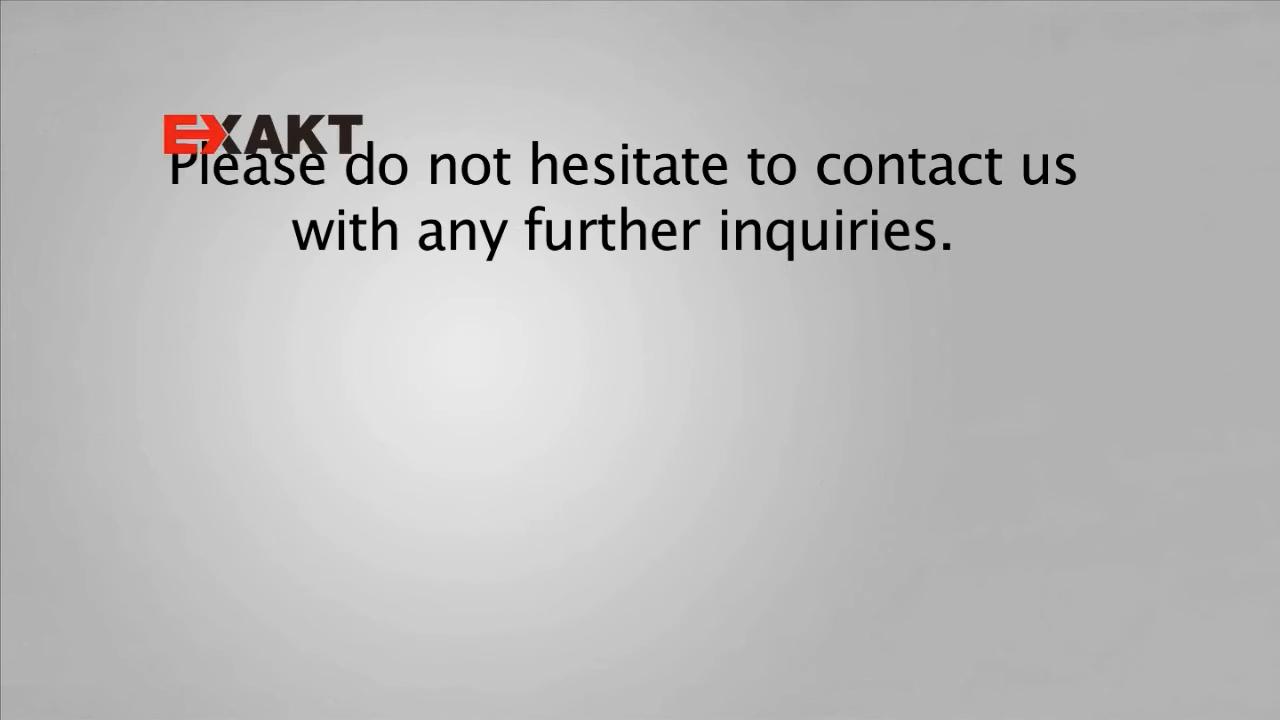 EXAKT
Please do not hesitate to contact us
with any further inquiries.